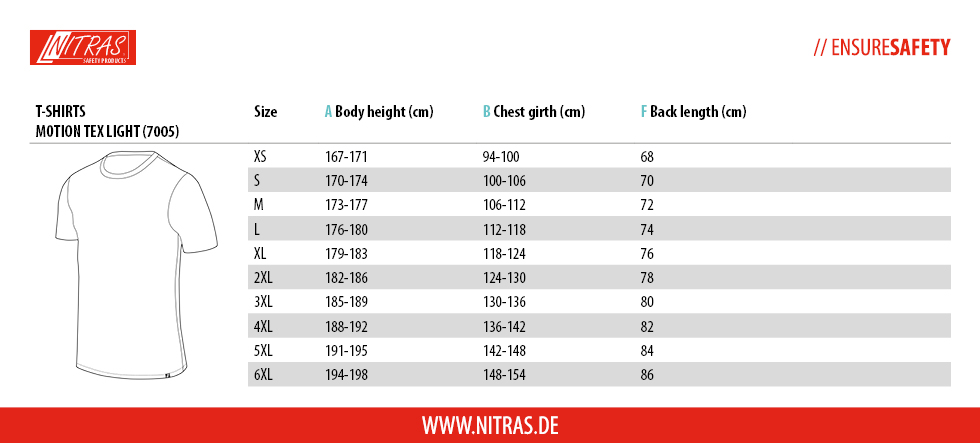 NITRAS
SAFETY PRODUCTS
// ENSURESAFETY
T-SHIRTS
MOTION TEX LIGHT (7005)
Size A Body height (cm) B Chest girth (cm) F Back length (cm)
XS 167-171 94-100 68
S 170-174 100-106 70
M 173-177 106-112 72
L 176-180 112-118 74
XL 179-183 118-124 76
2XL 182-186 124-130 78
3XL 185-189 130-136 80
4XL 188-192 136-142 82
5XL 191-195 142-148 84
6XL 194-198 148-154 86
WWW.NITRAS.DE